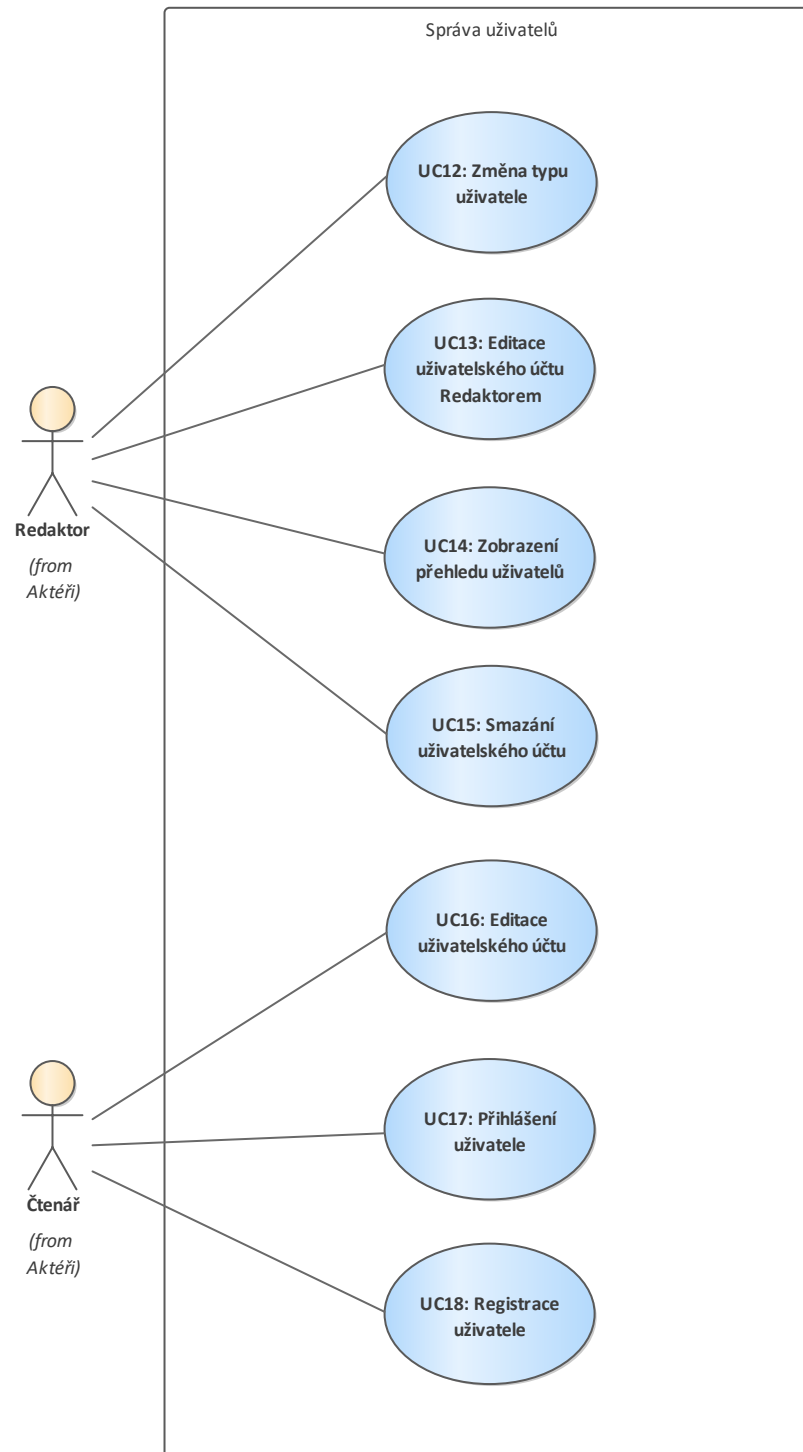 Správa uživatelů
UC12: Změna typu
uživatele
UC13: Editace
uživatelského účtu
Redaktorem
Redaktor
(from
Aktéři)
UC14: Zobrazení
přehledu uživatelů
UC15: Smazání
uživatelského účtu
UC16: Editace
uživatelského účtu
UC17: Přihlášení
uživatele
Čtenář
(from
Aktéři)
UC18: Registrace
uživatele